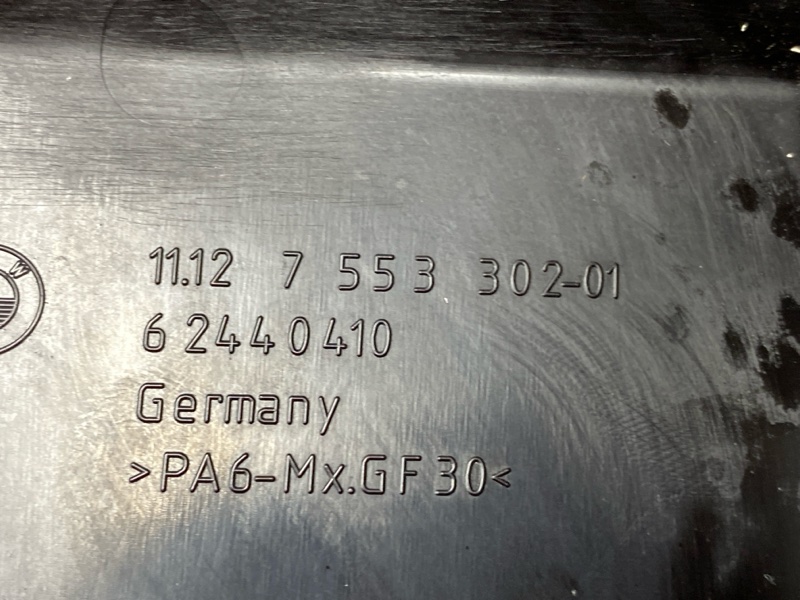 11.12 7 553 302-01
62440410
Germany
>PA6-Mx.GF30<